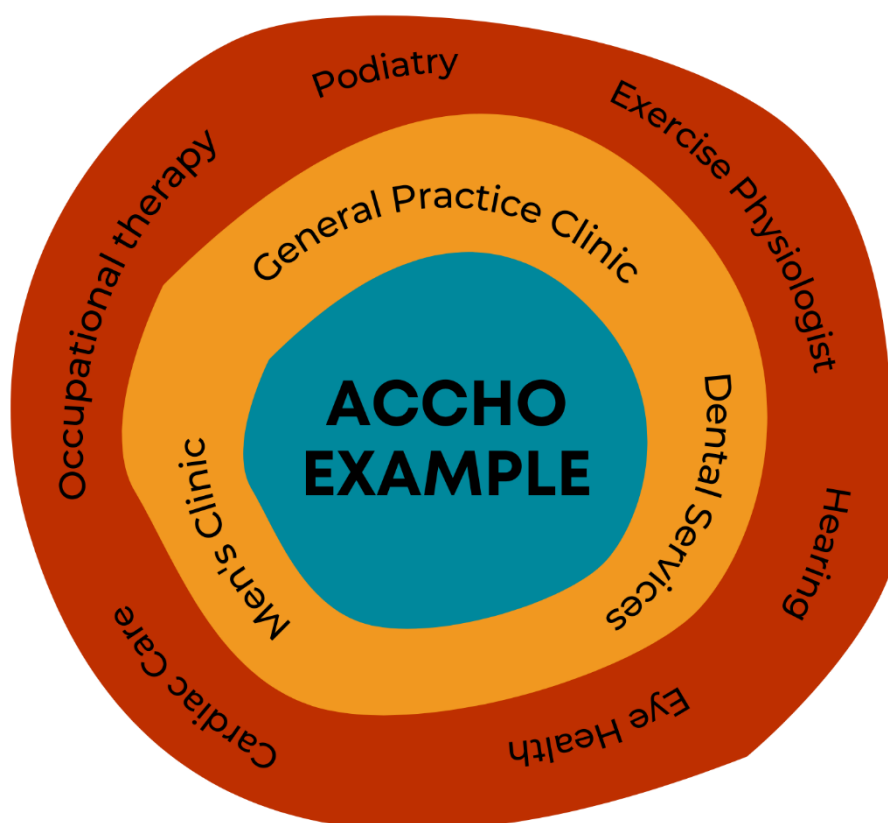 Podiatry
Exercise Physiologist
Occupational therapy
General Practice Clinic
ACCHO
EXAMPLE
Dental Services
Men's Clinic
Hearing
Cardiac Care
Eye Health